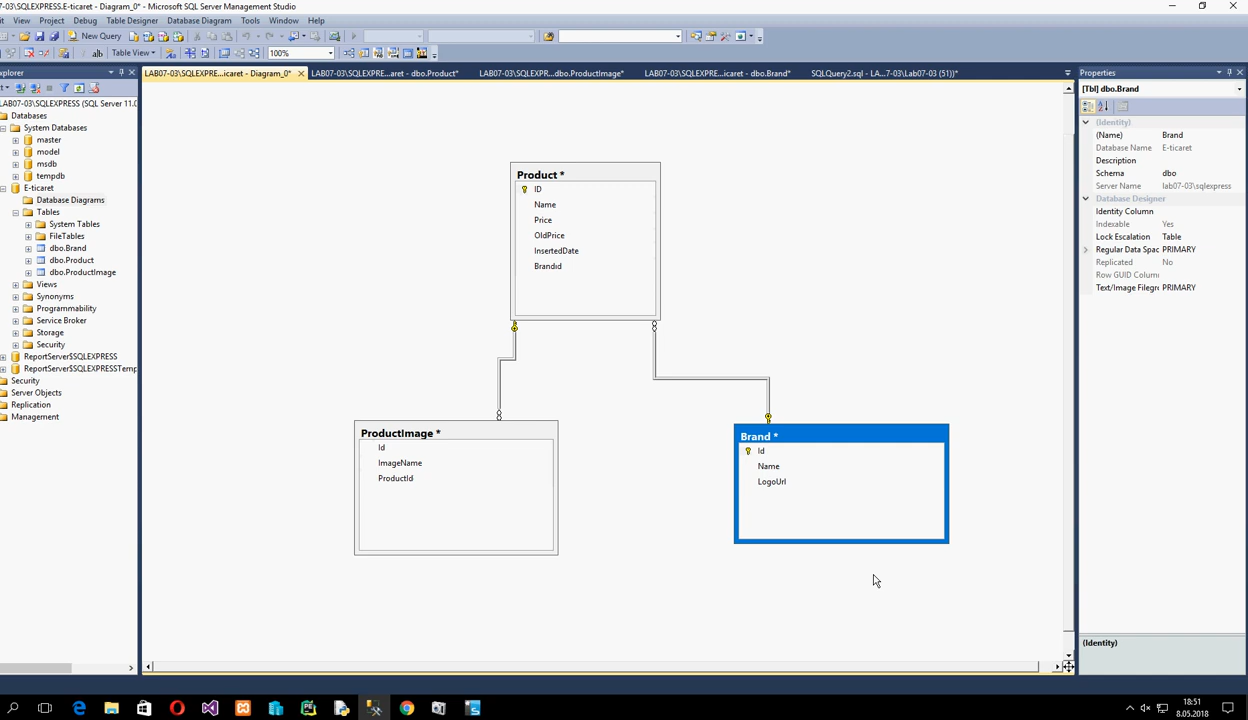 07-03\SQLEXPRESS.E-ticaret - Diagram_0* - Microsoft SQL Server Management Studio
it View Project Debug Table Designer Database Diagram Tools Window Help
New Query
ab Table View 100%
xplorer
LAB07-03\SQLEXPRE...icaret - Diagram_0* LAB07-03\SQLEXPRE...aret - dbo.Product* LAB07-03\SQLEXPR...dbo.ProductImage* LAB07-03\SQLEXPRE...icaret - dbo.Brand* SQLQuery2.sql - LA...7-03\Lab07-03 (51))*
Properties
[Tbl] dbo.Brand
LAB07-03\SQLEXPRESS (SQL Server 11.0
Databases
System Databases
master
model
msdb
tempdb
E-ticaret
Database Diagrams
Tables
System Tables
FileTables
dbo.Brand
dbo.Product
dbo.ProductImage
Views
Synonyms
Programmability
Service Broker
Storage
Security
ReportServer$SQLEXPRESS
ReportServer$SQLEXPRESSTemp
Security
Server Objects
Replication
Management
Product *
ID
Name
Price
OldPrice
InsertedDate
Brandıd
ProductImage *
Id
ImageName
ProductId
Brand *
Id
Name
LogoUrl
(Identity)
(Name) Brand
Database Name E-ticaret
Description
Schema dbo
Server Name lab07-03\sqlexpress
Database Designer
Identity Column
Indexable Yes
Lock Escalation Table
Regular Data Spac PRIMARY
Replicated No
Row GUID Column
Text/Image Filegro PRIMARY
(Identity)
18:51
8.05.2018